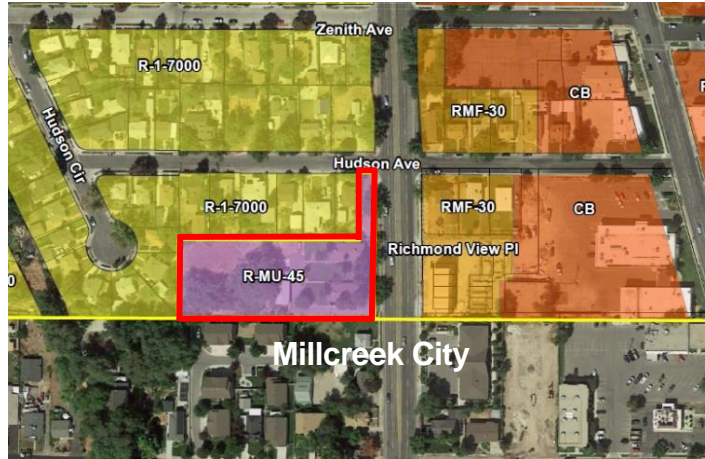 Zenith Ave
R-1-7000
RMF-30
CB
Hudson Cir
Hudson Ave
R-1-7000
RMF-30
CB
Richmond View Pl
R-MU-45
Millcreek City